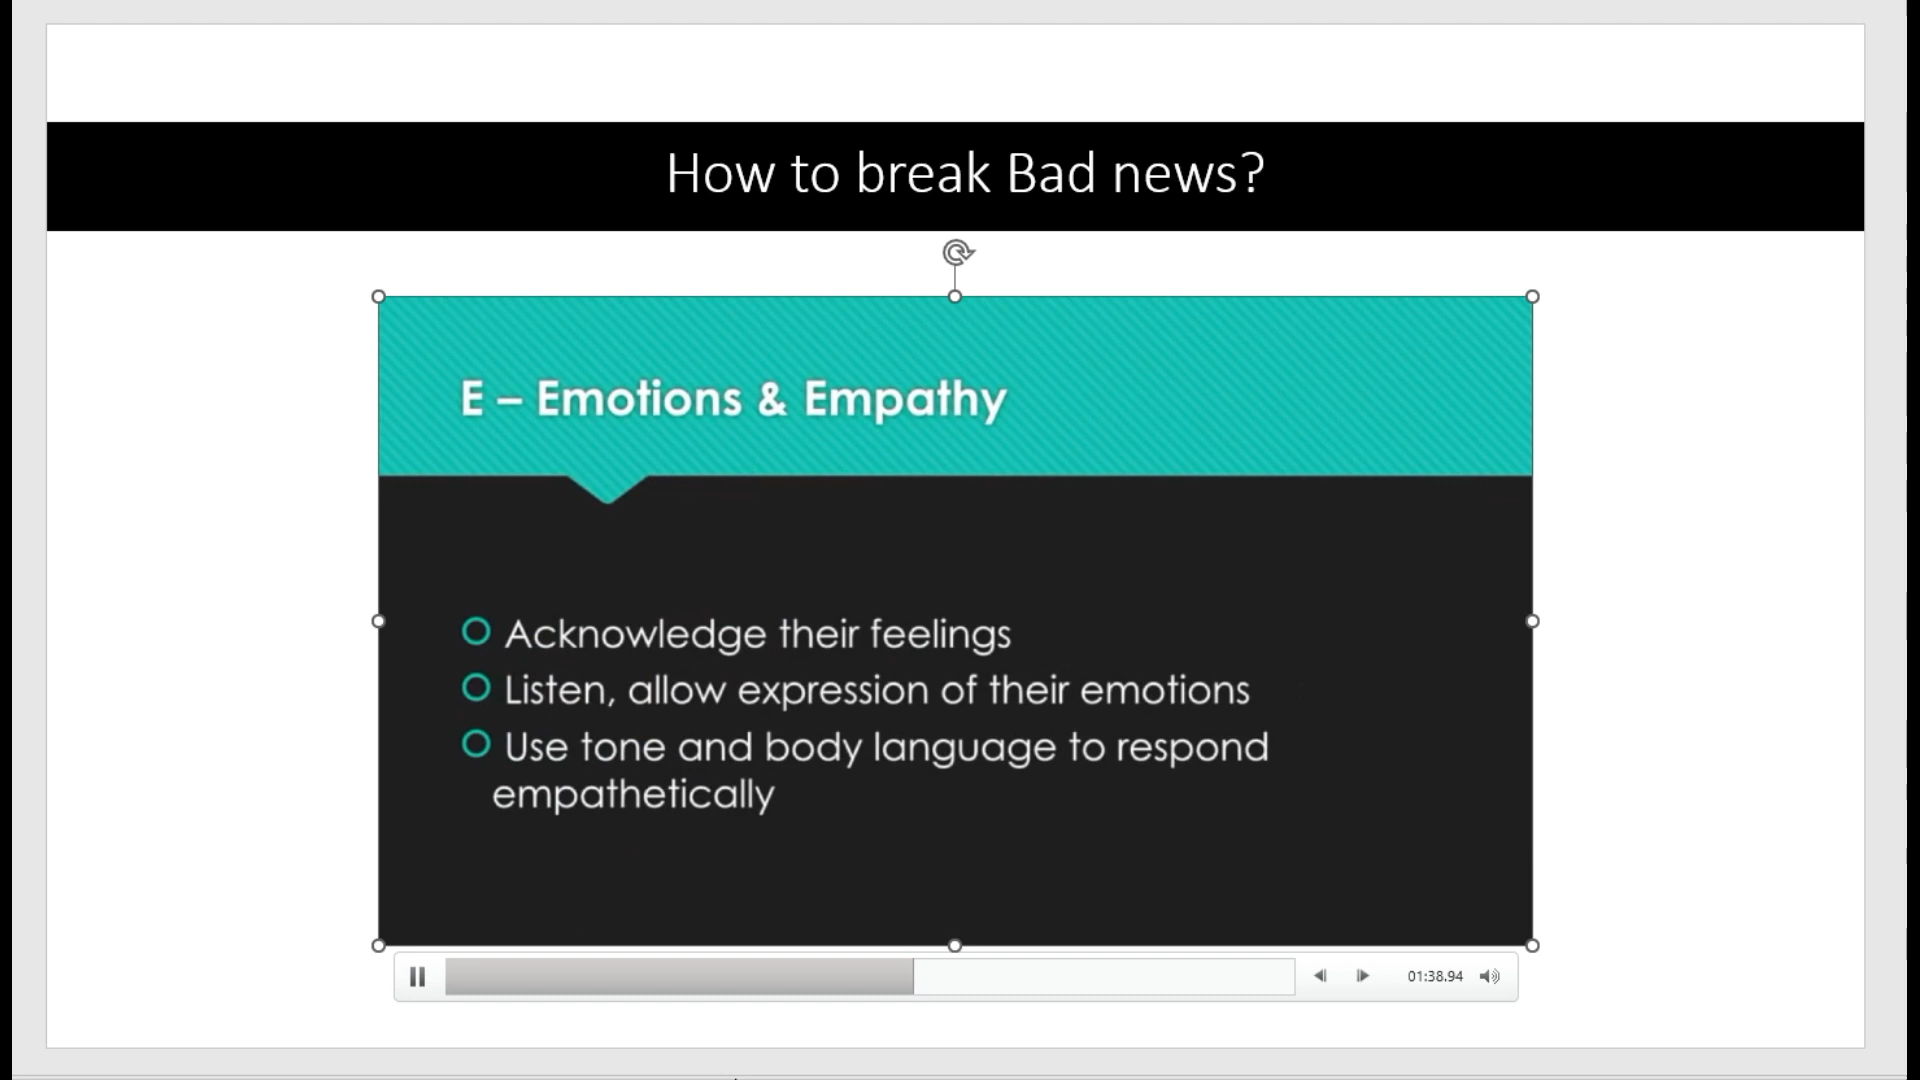 How to break Bad news?
E – Emotions & Empathy
Acknowledge their feelings
Listen, allow expression of their emotions
Use tone and body language to respond
empathetically
01:38.94